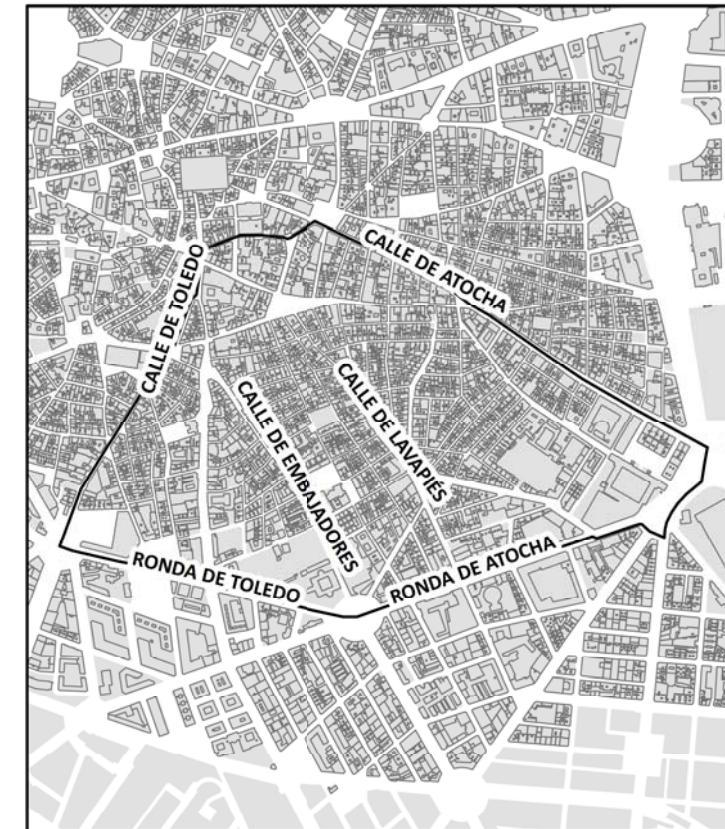 CALLE DE ATOCHA
CALLE DE TOLEDO
CALLE DE LAVAPIÉS
CALLE DE EMBAJADORES
RONDA DE ATOCHA
RONDA DE TOLEDO